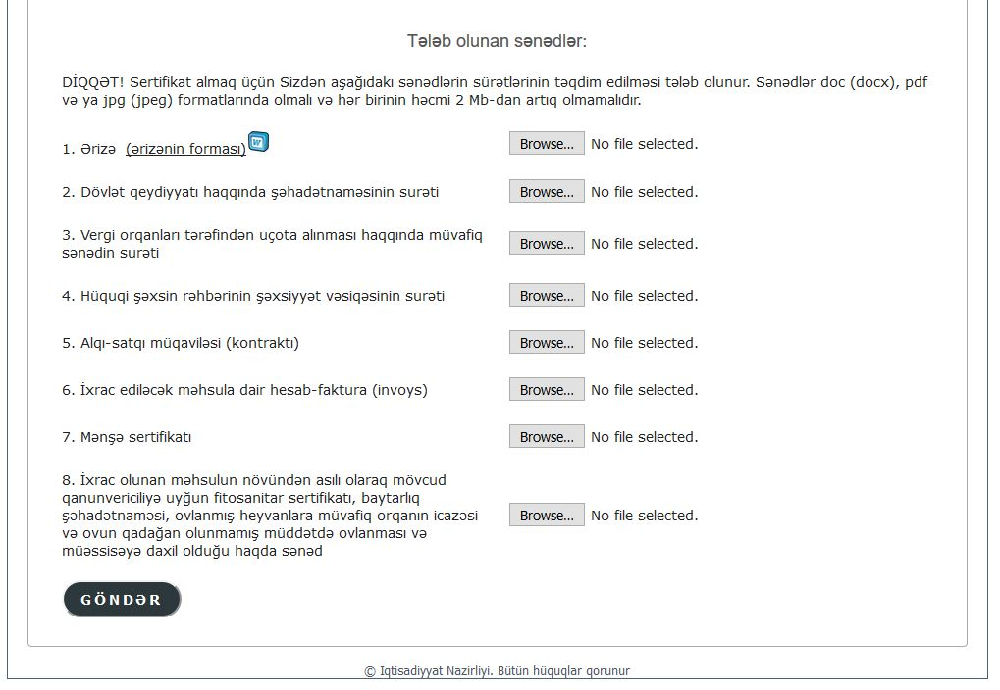 Tələb olunan sənədlər:
DİQQƏT! Sertifikat almaq üçün Sizdən aşağıdakı sənədlərin sürətlərinin təqdim edilməsi tələb olunur. Sənədlər doc (docx), pdf
və ya jpg (jpeg) formatlarında olmalı və hər birinin həcmi 2 Mb-dan artıq olmamalıdır.
1. Ərizə (ərizənin forması) Browse... No file selected.
2. Dövlət qeydiyyatı haqqında şəhadətnaməsinin surəti Browse... No file selected.
3. Vergi orqanları tərəfindən uçota alınması haqqında müvafiq
sənədin surəti Browse... No file selected.
4. Hüquqi şəxsin rəhbərinin şəxsiyyət vəsiqəsinin surəti Browse... No file selected.
5. Alqı-satqı müqaviləsi (kontraktı) Browse... No file selected.
6. İxrac ediləcək məhsula dair hesab-faktura (invoys) Browse... No file selected.
7. Mənşə sertifikatı Browse... No file selected.
8. İxrac olunan məhsulun növündən asılı olaraq mövcud
qanunvericiliyə uyğun fitosanitar sertifikatı, baytarlıq
şəhadətnaməsi, ovlanmış heyvanlara müvafiq orqanın icazəsi Browse... No file selected.
və ovun qadağan olunmamış müddətdə ovlanması və
müəssisəyə daxil olduğu haqda sənəd
GÖNDƏR
© İqtisadiyyat Nazirliyi. Bütün hüquqlar qorunur